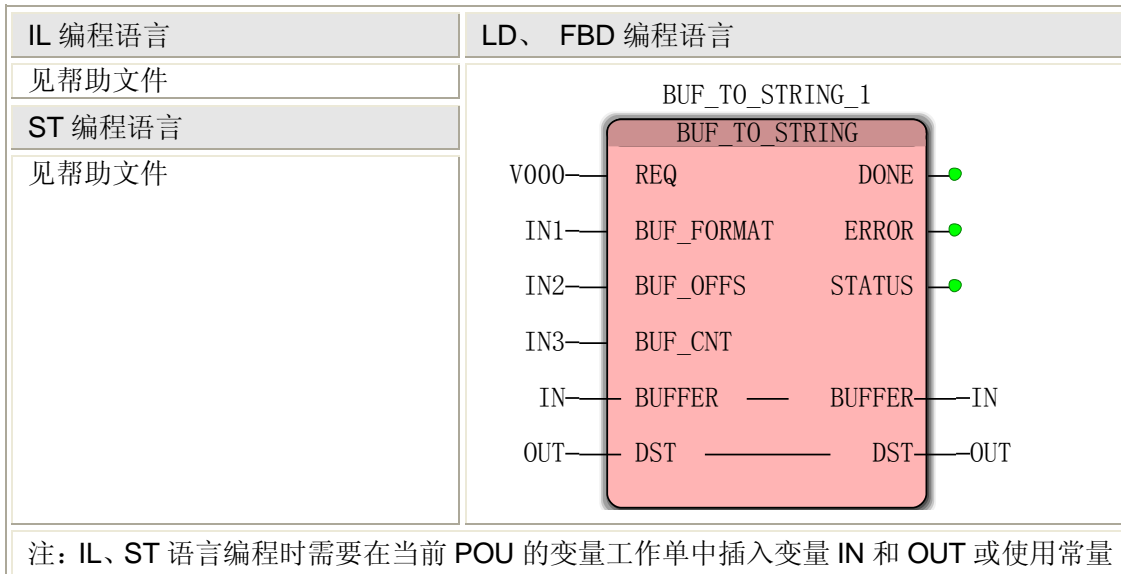 IL 编程语言
LD、 FBD 编程语言
见帮助文件
ST 编程语言
见帮助文件
BUF_TO_STRING_1
BUF_TO_STRING
V000 REQ DONE
IN1 BUF_FORMAT ERROR
IN2 BUF_OFFS STATUS
IN3 BUF_CNT
IN BUFFER BUFFER IN
OUT DST DST OUT
注：IL、ST 语言编程时需要在当前 POU 的变量工作单中插入变量 IN 和 OUT 或使用常量